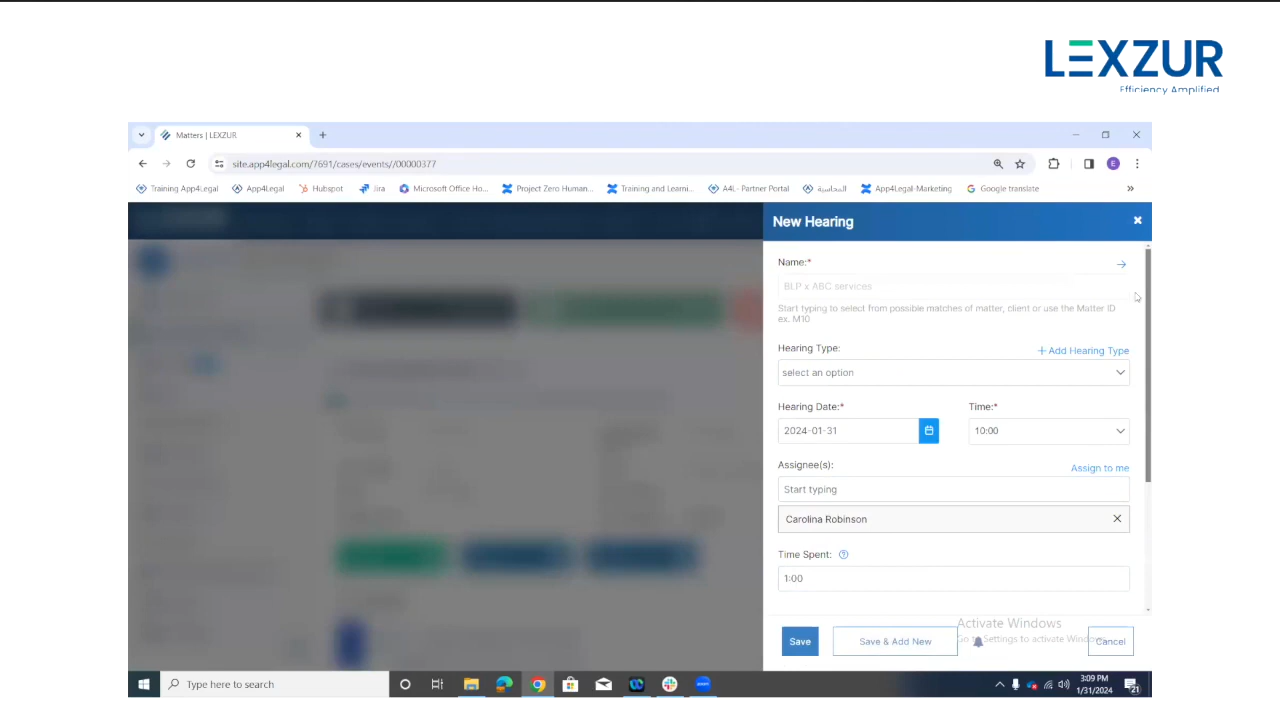 LEXZUR
Efficiency Amplified
Matters | LEXZUR
site.app4legal.com/7691/cases/events//00000377
Training App4Legal
App4Legal
Hubspot
Jira
Microsoft Office Ho...
Project Zero Human...
Training and Learni...
A4L- Partner Portal
المحاسبة
App4Legal-Marketing
Google translate
New Hearing
Name:*
BLP x ABC services
Start typing to select from possible matches of matter, client or use the Matter ID
ex. M10
Hearing Type:
+ Add Hearing Type
select an option
Hearing Date:*
Time:*
2024-01-31
10:00
Assignee(s):
Assign to me
Start typing
Carolina Robinson
Time Spent:
1:00
Activate Windows
Go to Settings to activate Windows.
Save
Save & Add New
Cancel
Type here to search
3:09 PM
1/31/2024
21